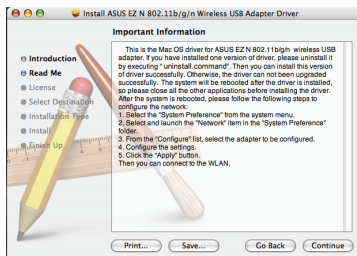 Install ASUS EZ N 802.11b/g/n Wireless USB Adapter Driver
Important Information
Introduction
Read Me
License
Select Destination
Installation Type
Install
Finish Up
This is the Mac OS driver for ASUS EZ N 802.11b/g/n wireless USB
adapter. If you have installed one version of driver, please uninstall it
by executing " uninstall.command". Then you can install this version
of driver successfully. Otherwise, the driver can not been upgraded
successfully. The system will be rebooted after the driver is installed,
so please close all the other applications before installing the driver.
After the system is rebooted, please follow the following steps to
configure the network:
1. Select the "System Preference" from the system menu.
2. Select and launch the "Network" item in the "System Preference"
folder.
3. From the "Configure" list, select the adapter to be configured.
4. Configure the settings.
5. Click the "Apply" button.
Then you can connect to the WLAN.
Print...
Save...
Go Back
Continue